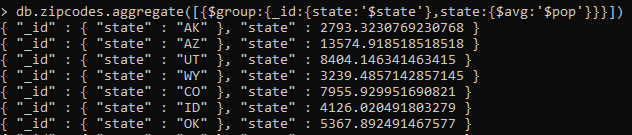 > db.zipcodes.aggregate([{$group:{_id:{state:'$state'},state:{$avg:'$pop'}}}])
{ "_id" : { "state" : "AK" }, "state" : 2793.3230769230768 }
{ "_id" : { "state" : "AZ" }, "state" : 13574.918518518518 }
{ "_id" : { "state" : "UT" }, "state" : 8404.146341463415 }
{ "_id" : { "state" : "WY" }, "state" : 3239.4857142857145 }
{ "_id" : { "state" : "CO" }, "state" : 7955.929951690821 }
{ "_id" : { "state" : "ID" }, "state" : 4126.020491803279 }
{ "_id" : { "state" : "OK" }, "state" : 5367.892491467577 }